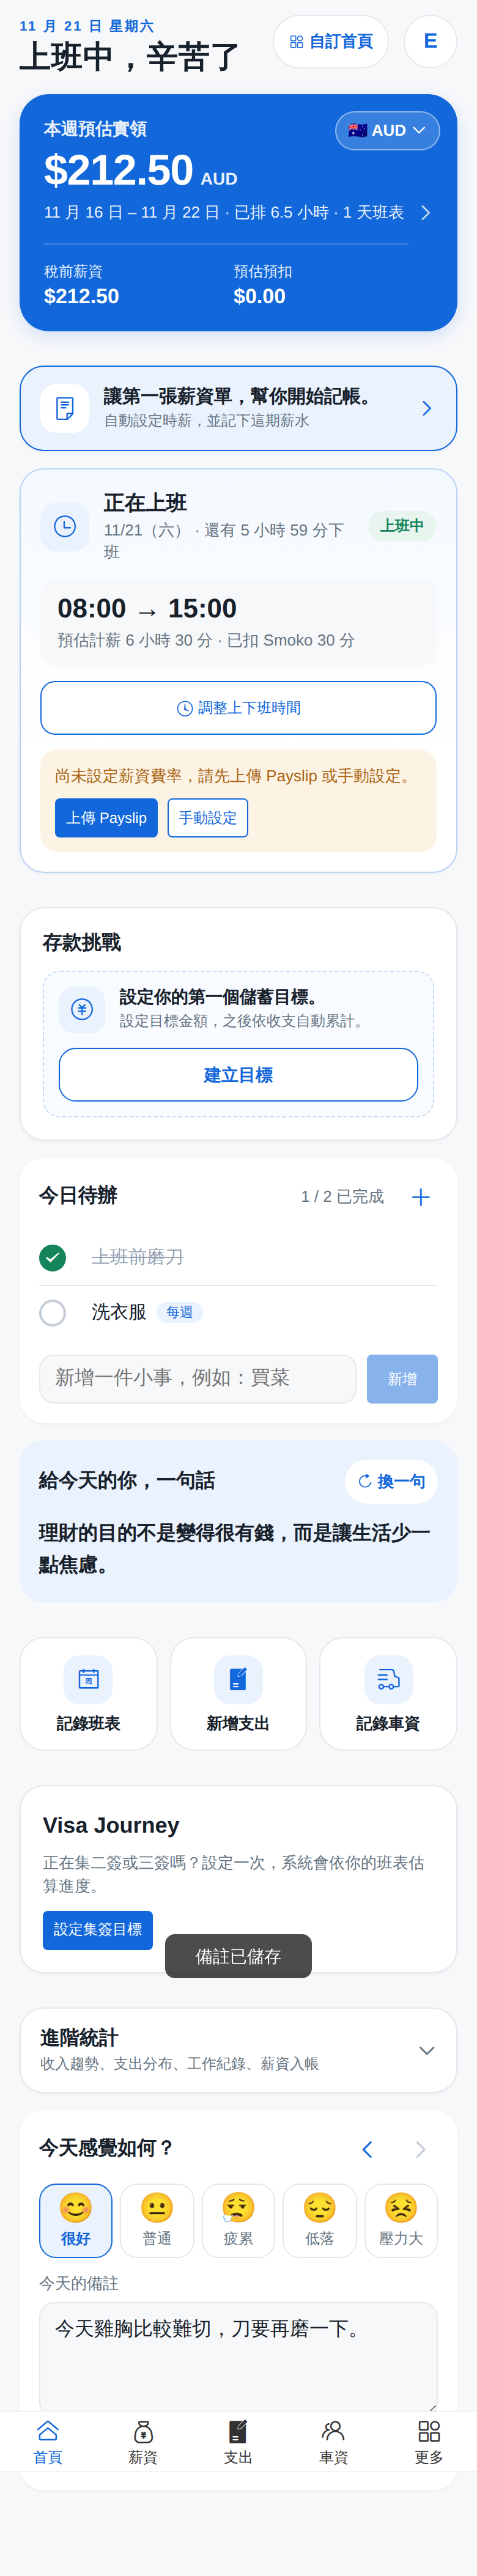 11 月 21 日 星期六
上班中，辛苦了
自訂首頁
E
本週預估實領
🇦🇺 AUD
$212.50 AUD
11 月 16 日 – 11 月 22 日 · 已排 6.5 小時 · 1 天班表
稅前薪資
預估預扣
$212.50
$0.00
讓第一張薪資單，幫你開始記帳。
自動設定時薪，並記下這期薪水
正在上班
11/21（六） · 還有 5 小時 59 分下
班
上班中
08:00 → 15:00
預估計薪 6 小時 30 分 · 已扣 Smoko 30 分
調整上下班時間
尚未設定薪資費率，請先上傳 Payslip 或手動設定。
上傳 Payslip
手動設定
存款挑戰
設定你的第一個儲蓄目標。
設定目標金額，之後依收支自動累計。
建立目標
今日待辦
1 / 2 已完成
上班前磨刀
洗衣服
每週
新增一件小事，例如：買菜
新增
給今天的你，一句話
換一句
理財的目的不是變得很有錢，而是讓生活少一
點焦慮。
記錄班表
新增支出
記錄車資
Visa Journey
正在集二簽或三簽嗎？設定一次，系統會依你的班表估
算進度。
設定集簽目標
備註已儲存
進階統計
收入趨勢、支出分布、工作紀錄、薪資入帳
今天感覺如何？
很好
普通
疲累
低落
壓力大
今天的備註
今天雞胸比較難切，刀要再磨一下。
首頁
薪資
支出
車資
更多